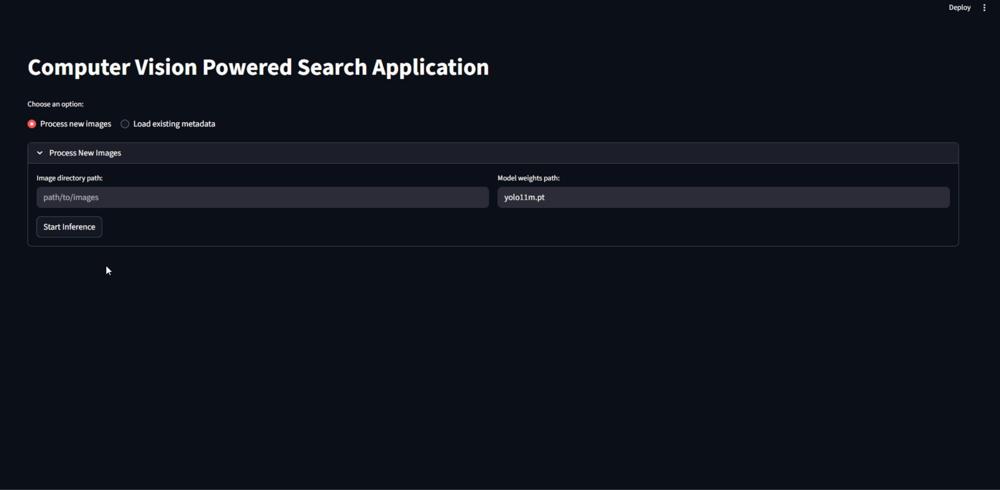 Deploy
Computer Vision Powered Search Application
Choose an option:
Process new images Load existing metadata
Process New Images
Image directory path: Model weights path:
path/to/images yolo11m.pt
Start Inference